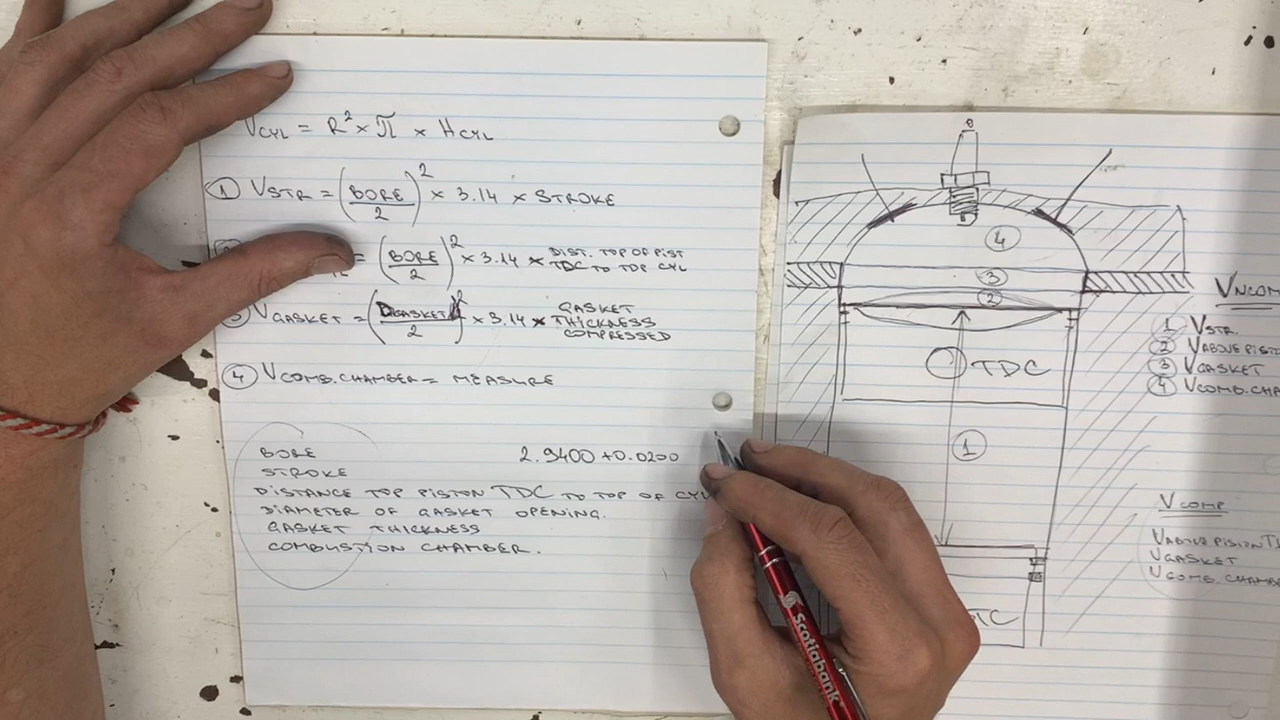 VCYL = R² × π × HCYL
① VSTR = (BORE/2)² × 3.14 × STROKE
= (BORE/2)² × 3.14 × DIST. TOP OF PIST TDC TO TOP CYL
③ VGASKET = (DGASKET/2)² × 3.14 × GASKET THICKNESS COMPRESSED
④ VCOMB.CHAMBER = MEASURE
BORE 2.9400 +0.0200
STROKE
DISTANCE TOP PISTON TDC TO TOP OF CYL
DIAMETER OF GASKET OPENING.
GASKET THICKNESS
COMBUSTION CHAMBER.
④
③
②
TDC
①
VNCOM
① VSTR.
② VABOVE PIST
③ VGASKET
④ VCOMB.CHA
VCOMP
VABOVE PISTON T
VGASKET
VCOMB.CHAMB
Scotiabank